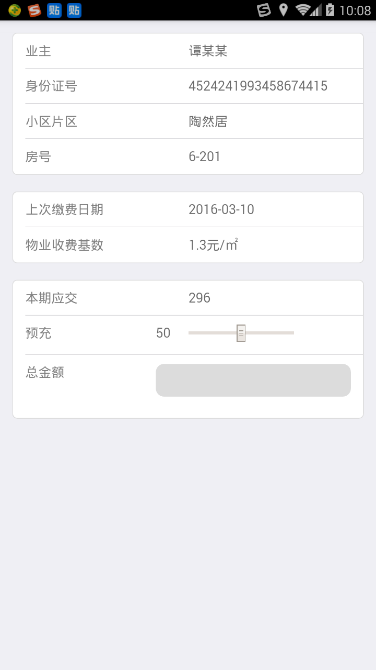 贴 贴 10:08
业主 谭某某
身份证号 4524241993458674415
小区片区 陶然居
房号 6-201
上次缴费日期 2016-03-10
物业收费基数 1.3元/㎡
本期应交 296
预充 50
总金额